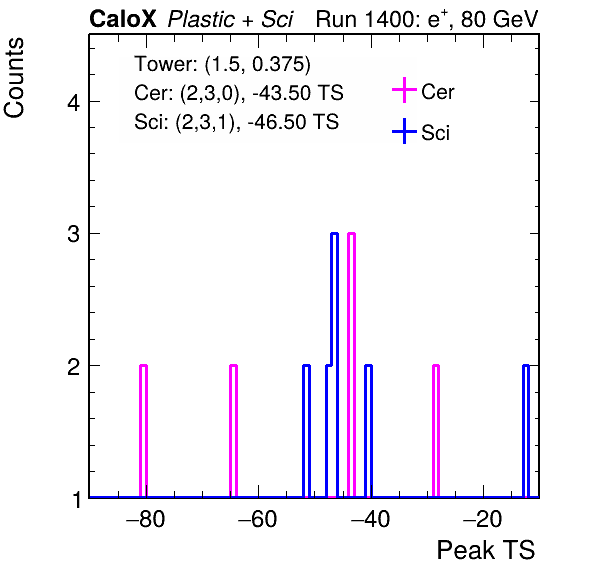 CaloX Plastic + Sci Run 1400: e⁺, 80 GeV
Counts
Tower: (1.5, 0.375)
Cer: (2,3,0), -43.50 TS
Sci: (2,3,1), -46.50 TS
Cer
Sci
4
3
2
1
−80 −60 −40 −20
Peak TS